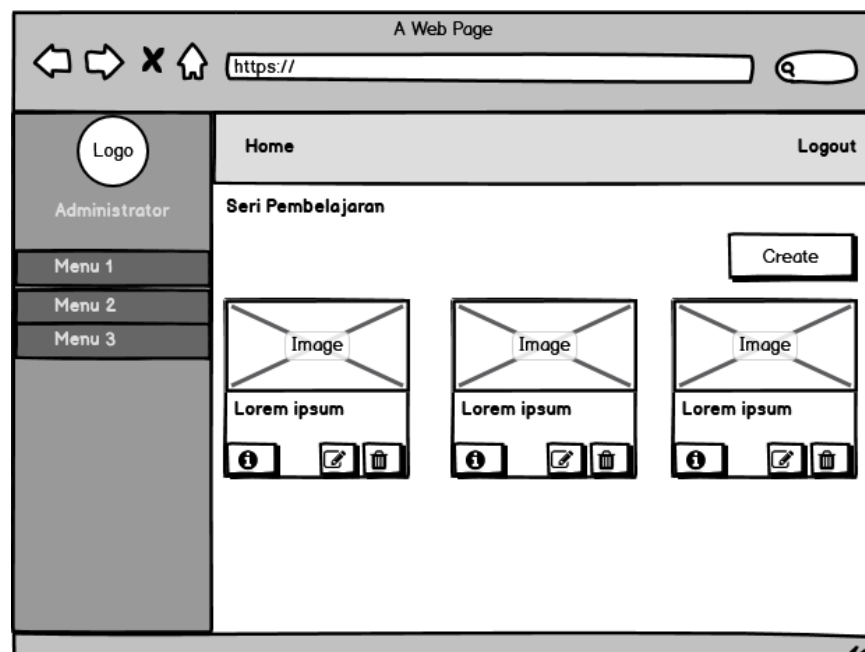 A Web Page
https://
Logo
Administrator
Menu 1
Menu 2
Menu 3
Home
Logout
Seri Pembelajaran
Create
Image
Image
Image
Lorem ipsum
Lorem ipsum
Lorem ipsum